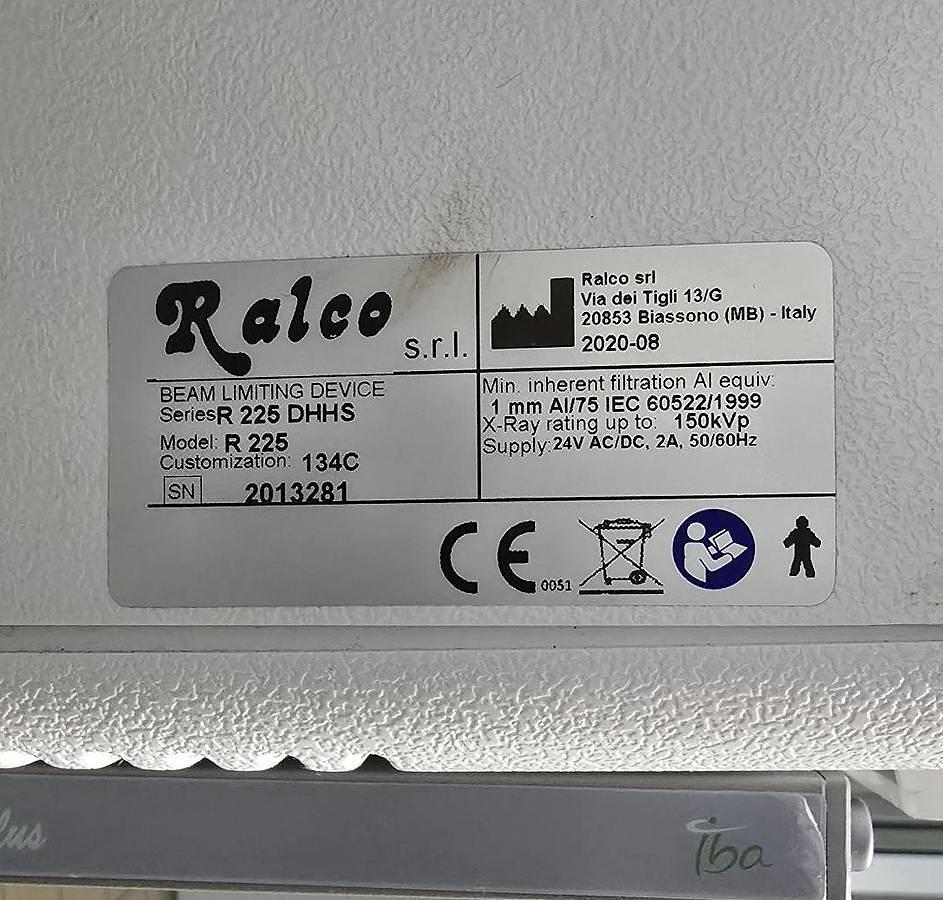 Ralco s.r.l.
BEAM LIMITING DEVICE
Series R 225 DHHS
Model: R 225
Customization: 134C
SN 2013281
Ralco srl
Via dei Tigli 13/G
20853 Biassono (MB) - Italy
2020-08
Min. inherent filtration Al equiv:
1 mm Al/75 IEC 60522/1999
X-Ray rating up to: 150kVp
Supply: 24V AC/DC, 2A, 50/60Hz
CE 0051
lus
iba